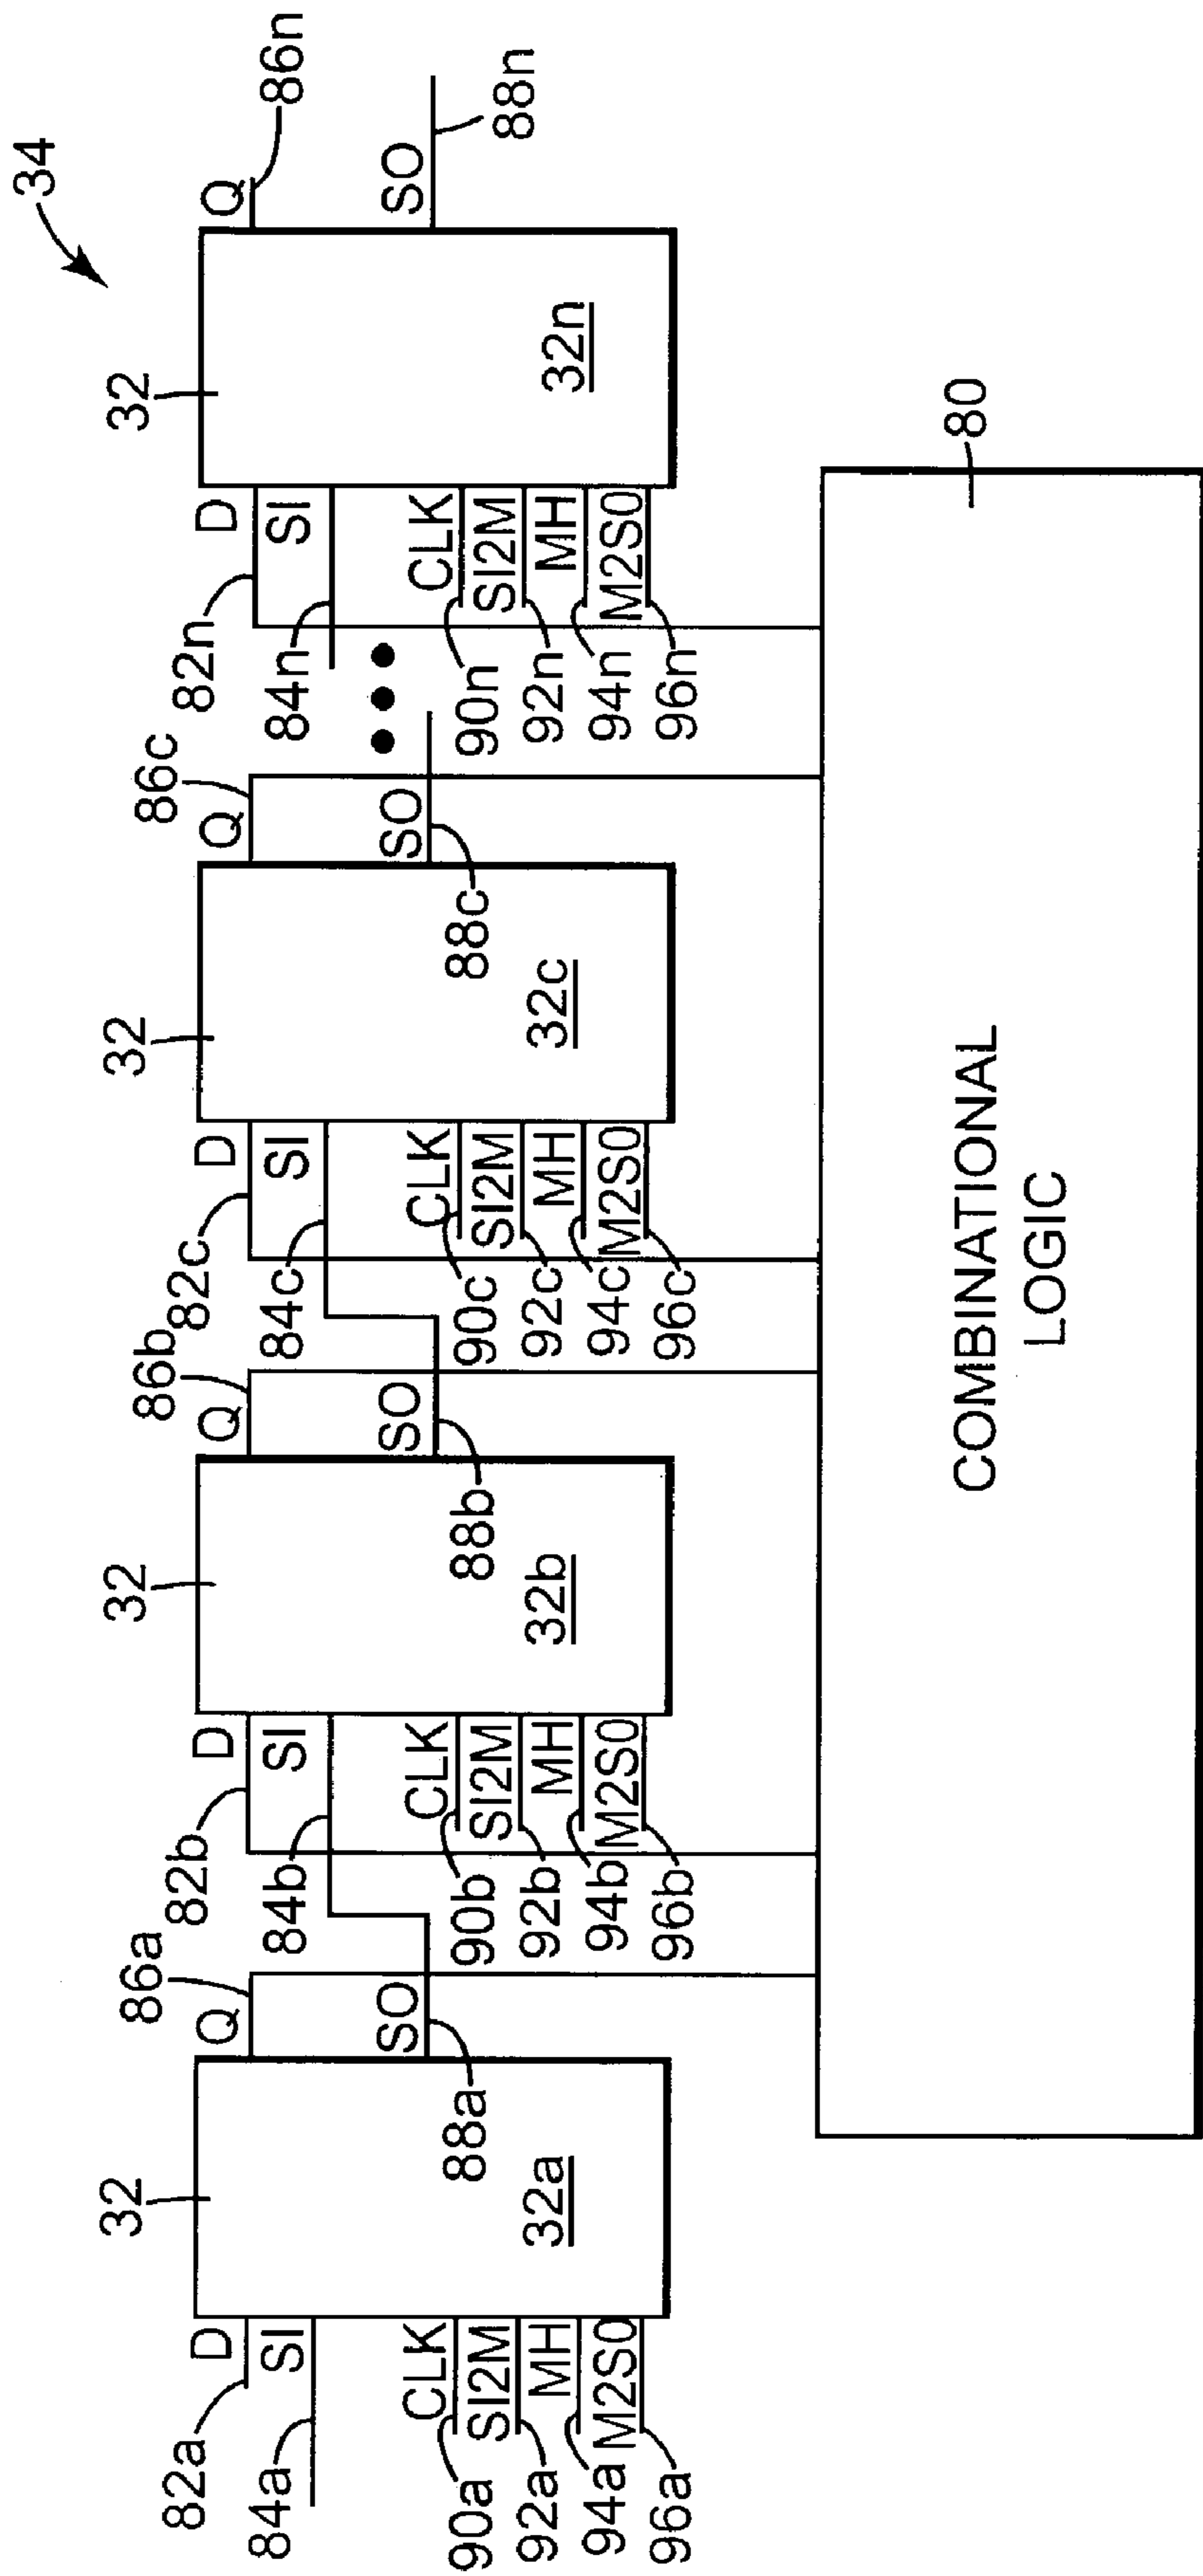 34
32
D
82a
SI
84a
CLK
90a
SI2M
92a
MH
94a
M2S0
96a
32a
Q
86a
SO
88a
32
D
82b
SI
84b
CLK
90b
SI2M
92b
MH
94b
M2S0
96b
32b
Q
86b
SO
88b
32
D
82c
SI
84c
CLK
90c
SI2M
92c
MH
94c
M2S0
96c
32c
Q
86c
SO
88c
32
D
82n
SI
84n
CLK
90n
SI2M
92n
MH
94n
M2S0
96n
32n
Q
86n
SO
88n
80
COMBINATIONAL
LOGIC